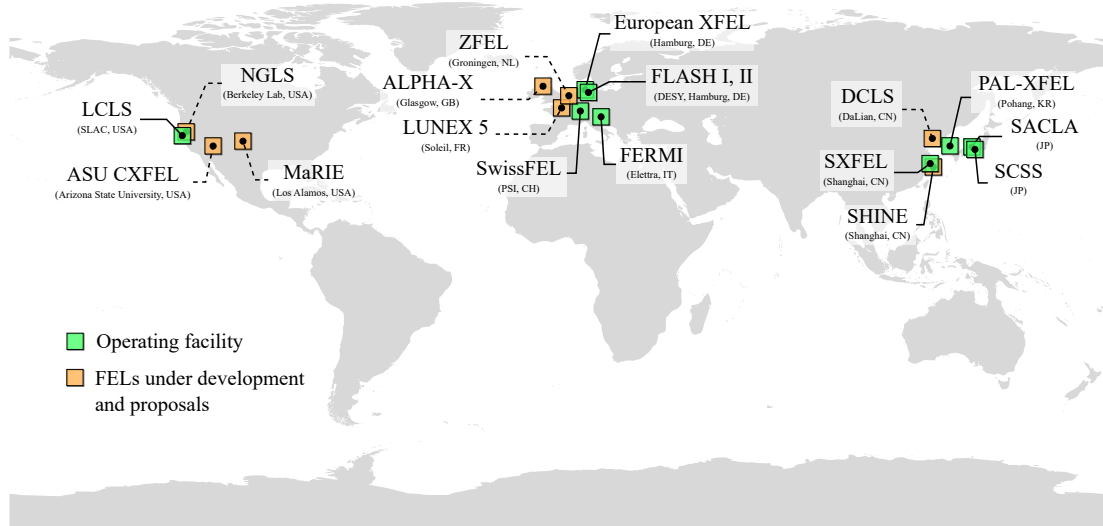 European XFEL
(Hamburg, DE)
ZFEL
(Groningen, NL)
NGLS
(Berkeley Lab, USA)
FLASH I, II
(DESY, Hamburg, DE)
ALPHA-X
(Glasgow, GB)
PAL-XFEL
(Pohang, KR)
DCLS
(DaLian, CN)
LCLS
(SLAC, USA)
LUNEX 5
(Soleil, FR)
SACLA
(JP)
FERMI
(Elettra, IT)
SwissFEL
(PSI, CH)
SXFEL
(Shanghai, CN)
ASU CXFEL
(Arizona State University, USA)
MaRIE
(Los Alamos, USA)
SCSS
(JP)
SHINE
(Shanghai, CN)
Operating facility
FELs under development
and proposals